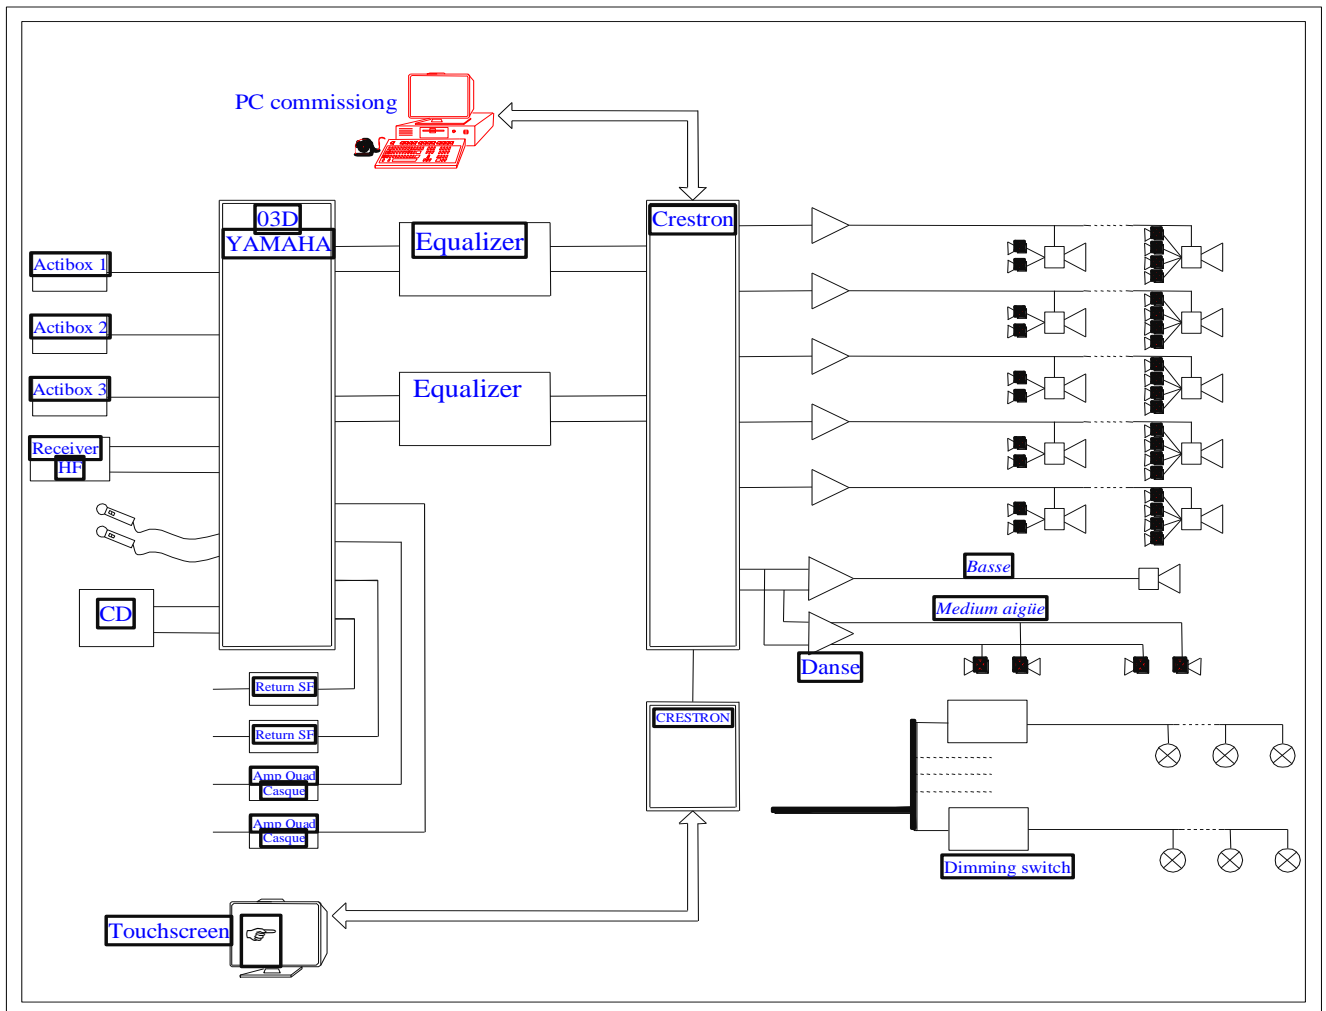 PC commissiong
03D
YAMAHA
Equalizer
Crestron
Actibox 1
Actibox 2
Actibox 3
Equalizer
Receiver
HF
CD
Basse
Medium aigüe
Danse
Return SF
Return SF
Amp Quad
Casque
Amp Quad
Casque
CRESTRON
Dimming switch
Touchscreen